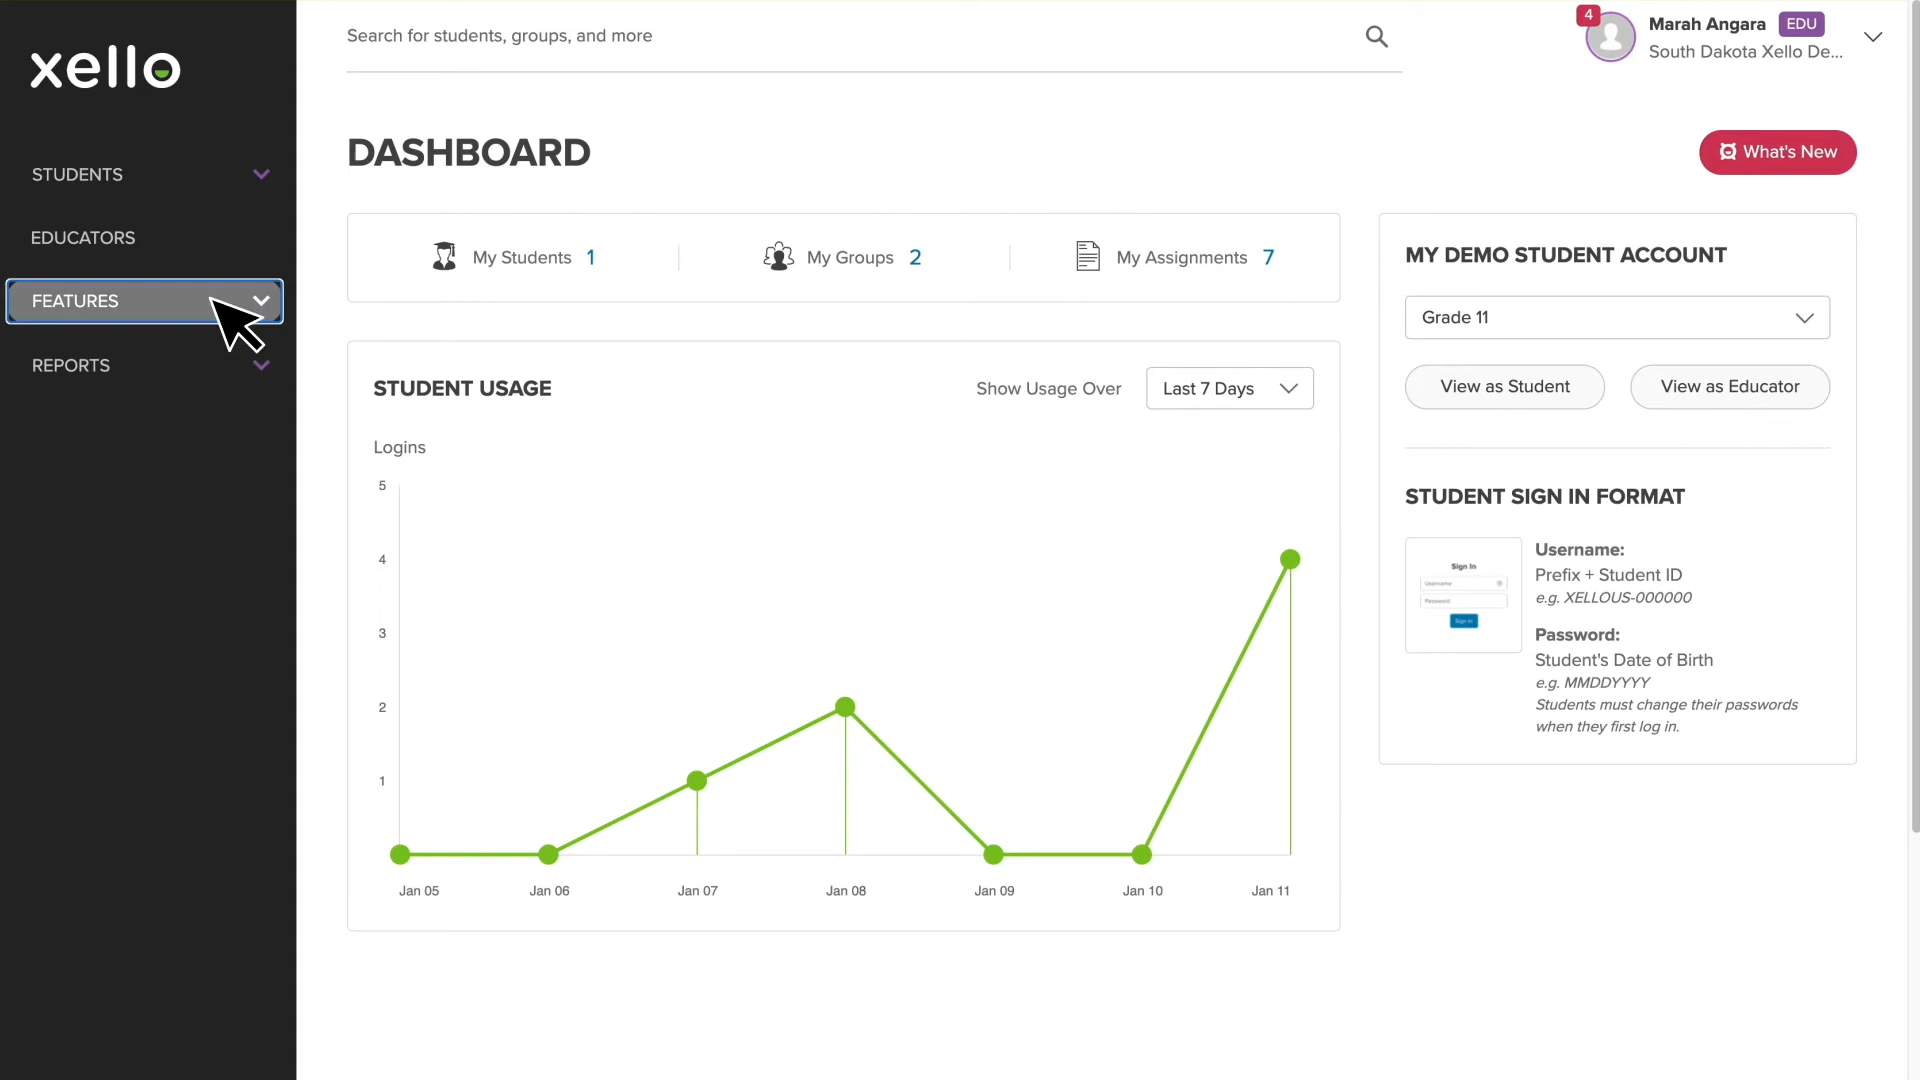 xello
STUDENTS
EDUCATORS
FEATURES
REPORTS
Search for students, groups, and more
4
Marah Angara EDU
South Dakota Xello De...
DASHBOARD
What's New
My Students 1
My Groups 2
My Assignments 7
STUDENT USAGE
Show Usage Over
Last 7 Days
Logins
5
4
3
2
1
Jan 05
Jan 06
Jan 07
Jan 08
Jan 09
Jan 10
Jan 11
MY DEMO STUDENT ACCOUNT
Grade 11
View as Student
View as Educator
STUDENT SIGN IN FORMAT
Sign In
Username
Password
Sign In
Username:
Prefix + Student ID
e.g. XELLOUS-000000
Password:
Student's Date of Birth
e.g. MMDDYYYY
Students must change their passwords
when they first log in.